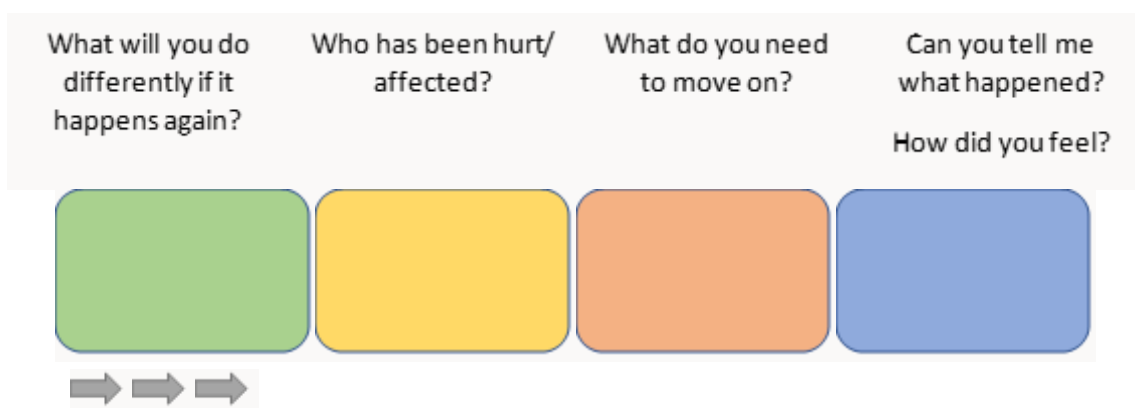 What will you do
differently if it
happens again?
Who has been hurt/
affected?
What do you need
to move on?
Can you tell me
what happened?
How did you feel?